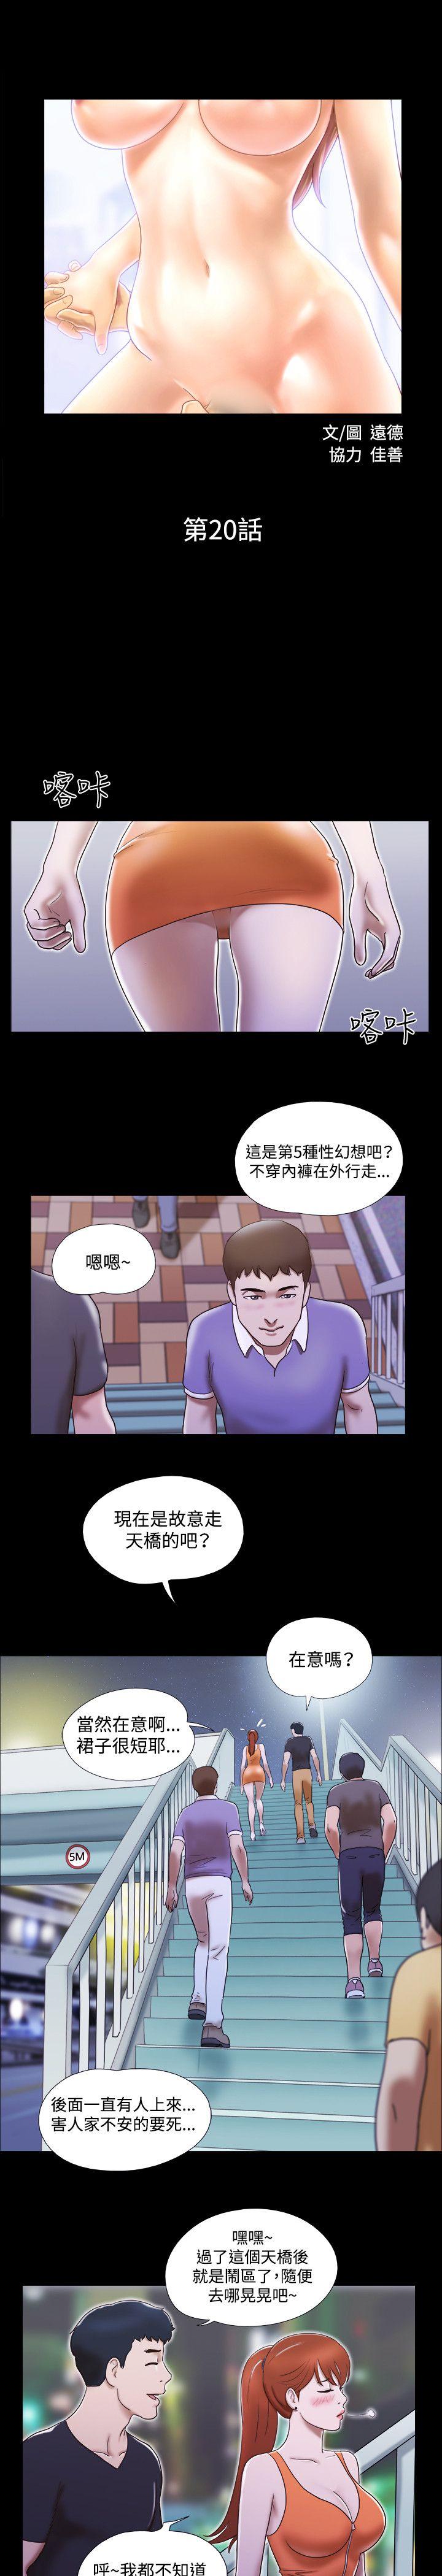 文/圖 遠德
協力 佳善
第20話
喀咔
喀咔
這是第5種性幻想吧?
不穿內褲在外行走...
嗯嗯~
現在是故意走
天橋的吧?
在意嗎?
當然在意啊...
裙子很短耶...
5M
後面一直有人上來...
害人家不安的要死...
嘿嘿~
過了這個天橋後
就是鬧區了,隨便
去哪晃晃吧~
呼~我都不知道